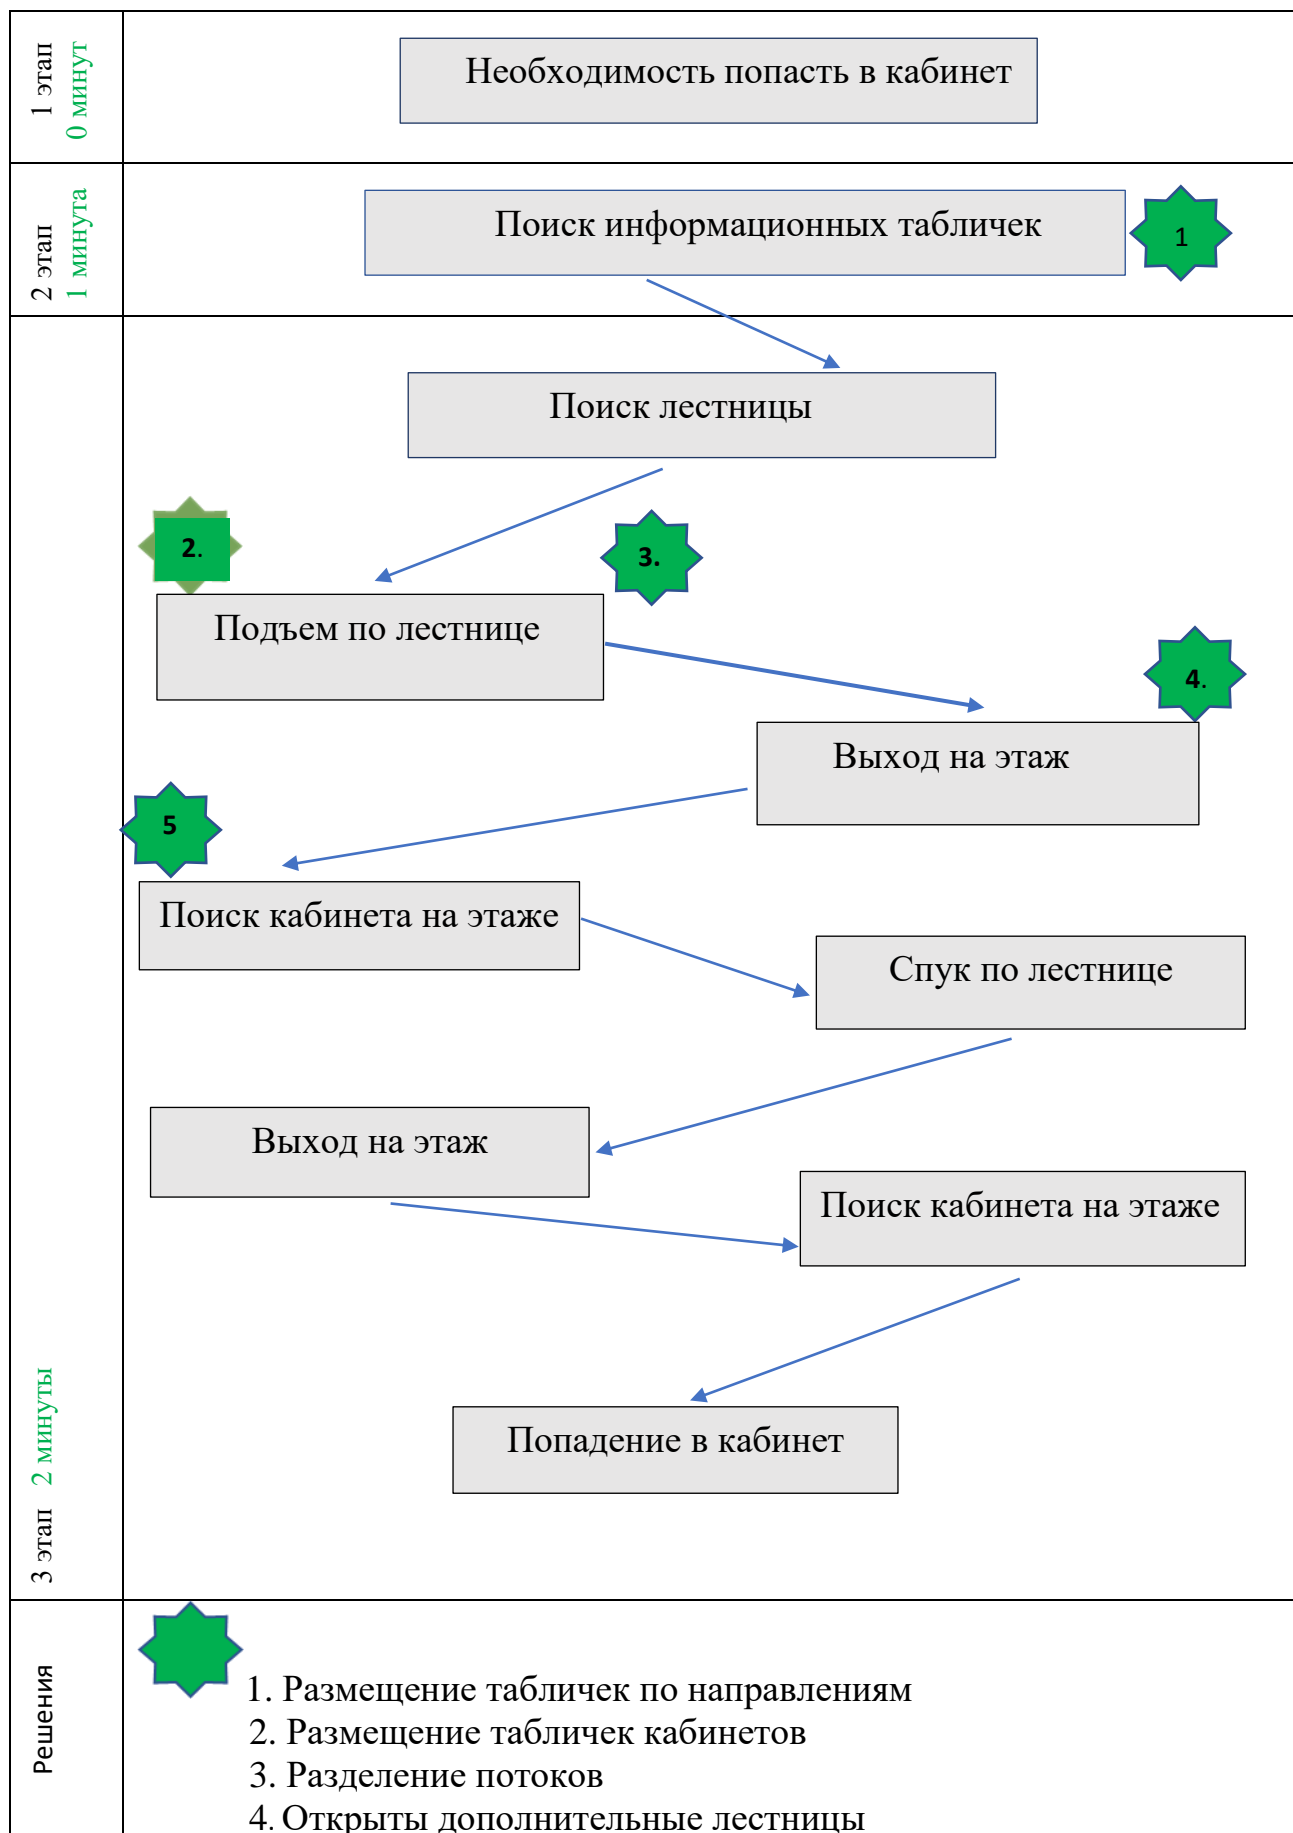 1 этап
0 минут
Необходимость попасть в кабинет
2 этап
1 минута
Поиск информационных табличек
1
Поиск лестницы
2.
3.
Подъем по лестнице
4.
Выход на этаж
5
Поиск кабинета на этаже
Спук по лестнице
Выход на этаж
Поиск кабинета на этаже
Попадение в кабинет
3 этап 2 минуты
Решения
1. Размещение табличек по направлениям
2. Размещение табличек кабинетов
3. Разделение потоков
4. Открыты дополнительные лестницы